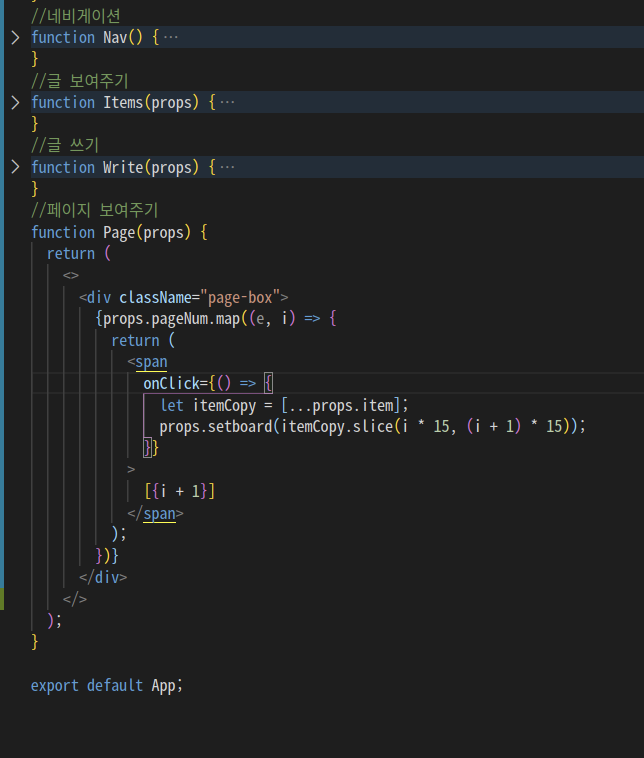 //네비게이션
function Nav() { ···
}
//글 보여주기
function Items(props) { ···
}
//글 쓰기
function Write(props) { ···
}
//페이지 보여주기
function Page(props) {
  return (
    <>
      <div className="page-box">
        {props.pageNum.map((e, i) => {
          return (
            <span
              onClick={() => {
                let itemCopy = [...props.item];
                props.setboard(itemCopy.slice(i * 15, (i + 1) * 15));
              }}
            >
              [{i + 1}]
            </span>
          );
        })}
      </div>
    </>
  );
}
export default App;